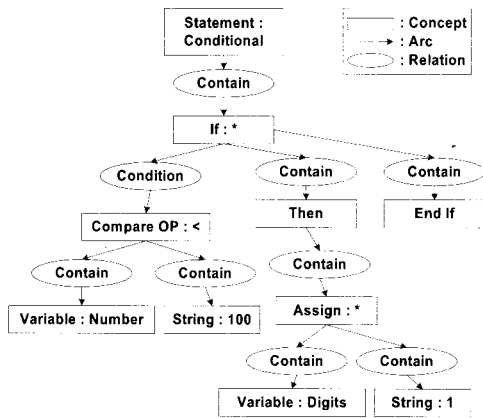 Statement :
Conditional
: Concept
: Arc
: Relation
Contain
If : *
Condition
Contain
Contain
Compare OP : <
Then
End If
Contain
Contain
Contain
Variable : Number
String : 100
Assign : *
Contain
Contain
Variable : Digits
String : 1